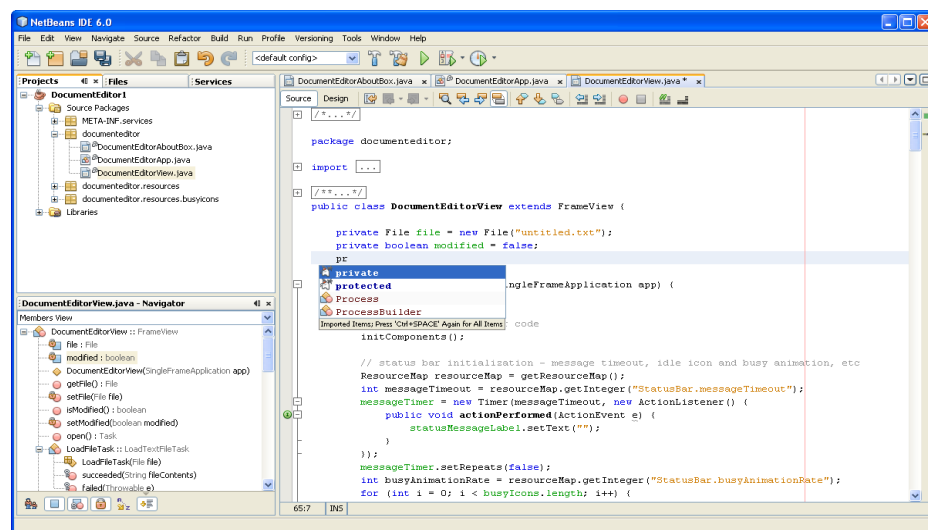 NetBeans IDE 6.0
File Edit View Navigate Source Refactor Build Run Profile Versioning Tools Window Help
<default config>
Projects Files Services
DocumentEditor1
Source Packages
META-INF.services
documenteditor
DocumentEditorAboutBox.java
DocumentEditorApp.java
DocumentEditorView.java
documenteditor.resources
documenteditor.resources.busyicons
Libraries
DocumentEditorView.java - Navigator
Members View
DocumentEditorView :: FrameView
file : File
modified : boolean
DocumentEditorView(SingleFrameApplication app)
getFile() : File
setFile(File file)
isModified() : boolean
setModified(boolean modified)
open() : Task
LoadFileTask :: LoadTextFileTask
LoadFileTask(File file)
succeeded(String fileContents)
failed(Throwable e)
DocumentEditorAboutBox.java x DocumentEditorApp.java x DocumentEditorView.java * x
Source Design
/*...*/
package documenteditor;
import ...
/**...*/
public class DocumentEditorView extends FrameView {
private File file = new File("untitled.txt");
private boolean modified = false;
pr
private
protected
ingleFrameApplication app) {
Process
ProcessBuilder
Imported Items; Press 'Ctrl+SPACE' Again for All Items
code
initComponents();
// status bar initialization - message timeout, idle icon and busy animation, etc
ResourceMap resourceMap = getResourceMap();
int messageTimeout = resourceMap.getInteger("StatusBar.messageTimeout");
messageTimer = new Timer(messageTimeout, new ActionListener() {
public void actionPerformed(ActionEvent e) {
statusMessageLabel.setText("");
}
});
messageTimer.setRepeats(false);
int busyAnimationRate = resourceMap.getInteger("StatusBar.busyAnimationRate");
for (int i = 0; i < busyIcons.length; i++) {
65:7 INS